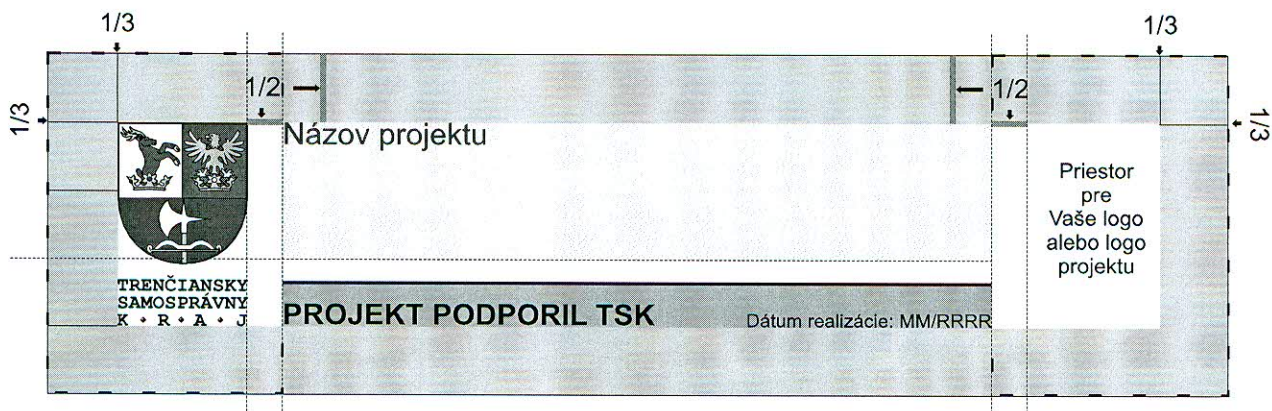 1/3
1/3
1/2
1/2
1/3
1/3
Názov projektu
Priestor
pre
Vaše logo
alebo logo
projektu
TRENČIANSKY
SAMOSPRÁVNY
K • R • A • J
PROJEKT PODPORIL TSK
Dátum realizácie: MM/RRRR